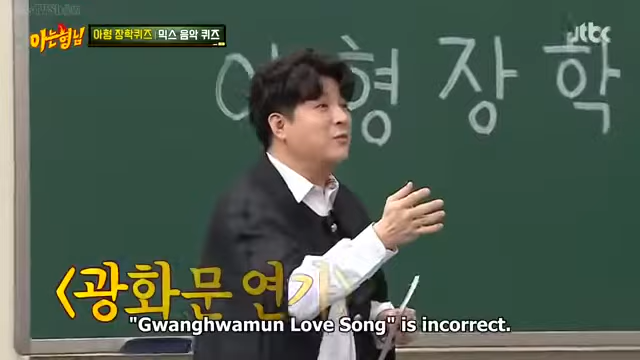 아는형님
아형 장학퀴즈 | 믹스 음악 퀴즈
jtbc
아형장학
<광화문 연가>
"Gwanghwamun Love Song" is incorrect.